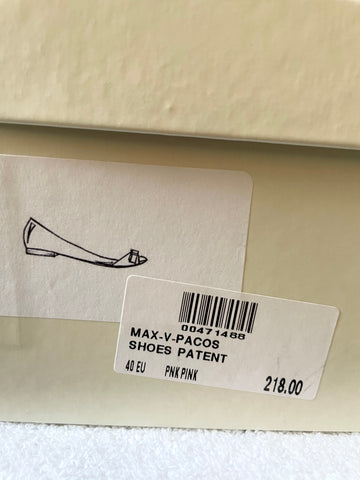 00471488
MAX-V-PACOS
SHOES PATENT
40 EU PNK PINK 218.00